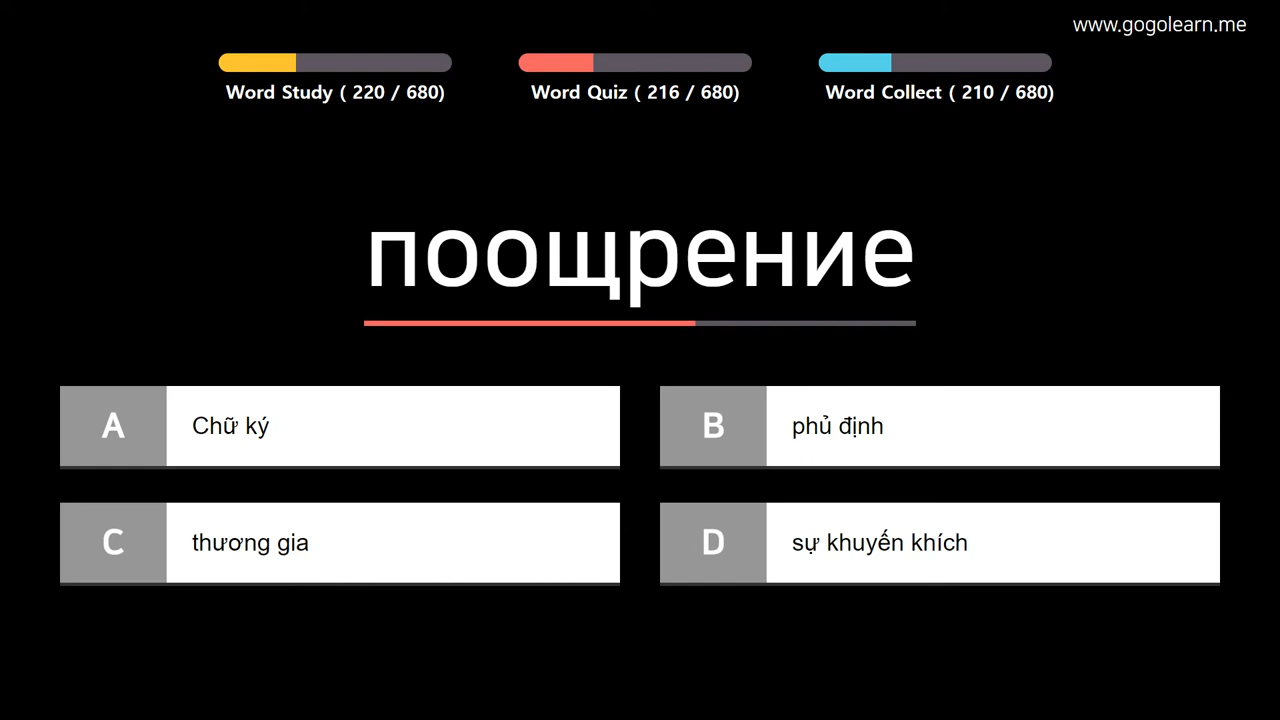 www.gogolearn.me
Word Study ( 220 / 680)
Word Quiz ( 216 / 680)
Word Collect ( 210 / 680)
поощрение
A Chữ ký
B phủ định
C thương gia
D sự khuyến khích